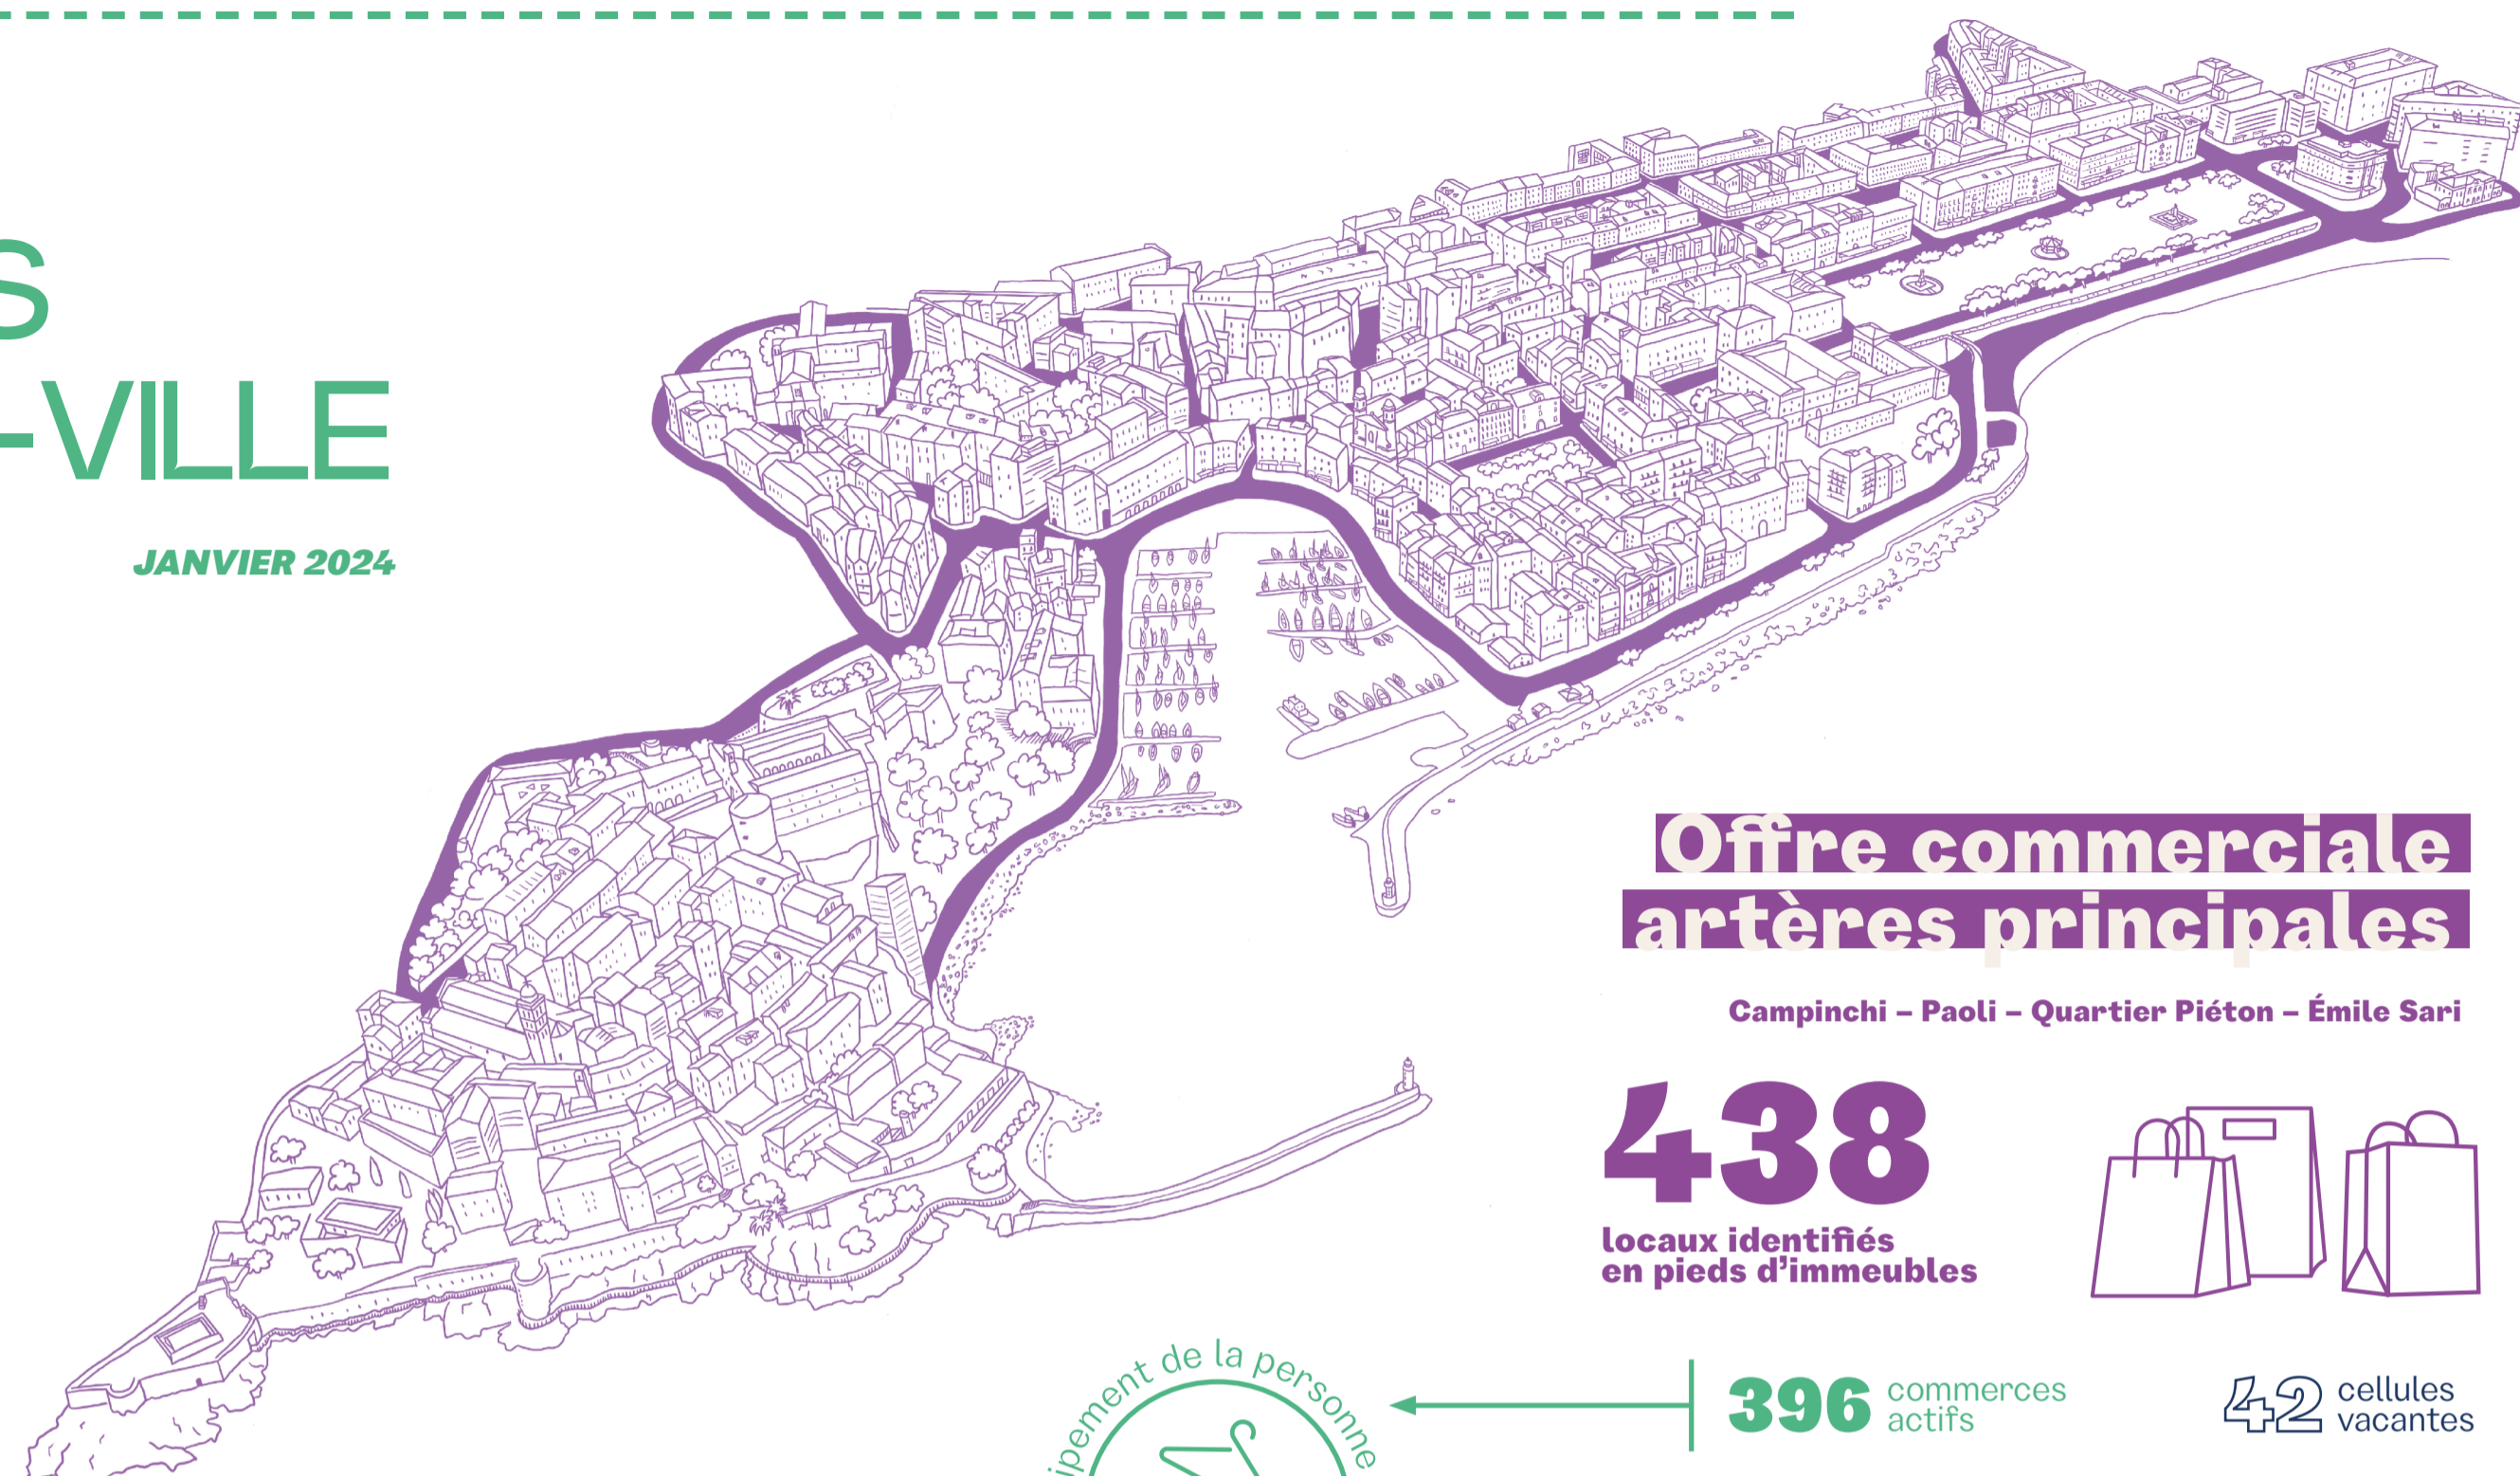 S
-VILLE
JANVIER 2024
Offre commerciale
artères principales
Campinchi – Paoli – Quartier Piéton – Émile Sari
438
locaux identifiés
en pieds d’immeubles
ipement de la personne
396 commerces
actifs
42 cellules
vacantes